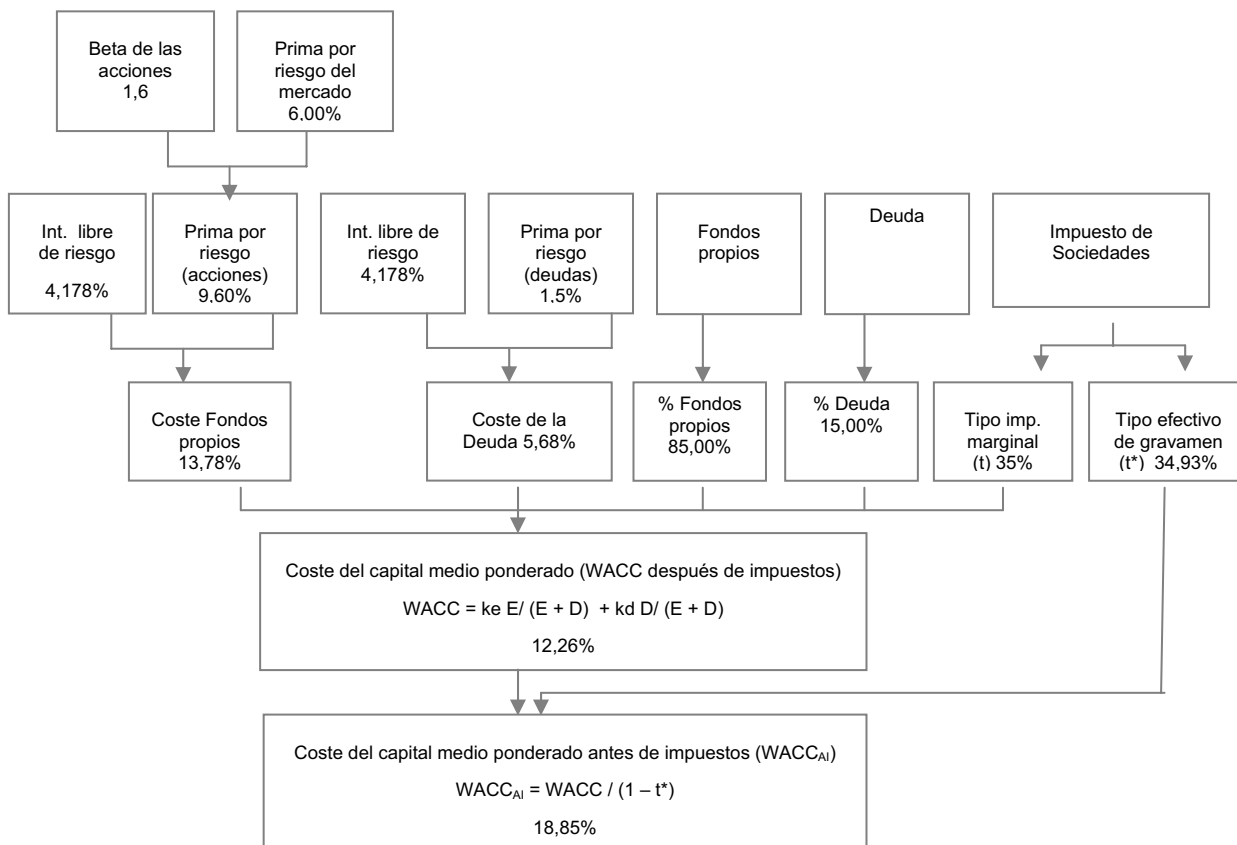 Beta de las
acciones
1,6
Prima por
riesgo del
mercado
6.00%
Int. libre
de riesgo
4,178%
Prima por
riesgo
(acciones)
9,60%
Int. libre de
riesgo
4,178%
Prima por
riesgo
(deudas)
1,5%
Fondos
propios
Deuda
Impuesto de
Sociedades
Coste Fondos
propios
13,78%
Coste de la
Deuda 5,68%
% Fondos
propios
85,00%
% Deuda
15,00%
Tipo imp.
marginal
(t) 35%
Tipo efectivo
de gravamen
(t*) 34,93%
Coste del capital medio ponderado (WACC después de impuestos)
WACC = ke E/ (E + D) + kd D/ (E + D)
12,26%
Coste del capital medio ponderado antes de impuestos (WACCAI)
WACCAI = WACC / (1 – t*)
18,85%